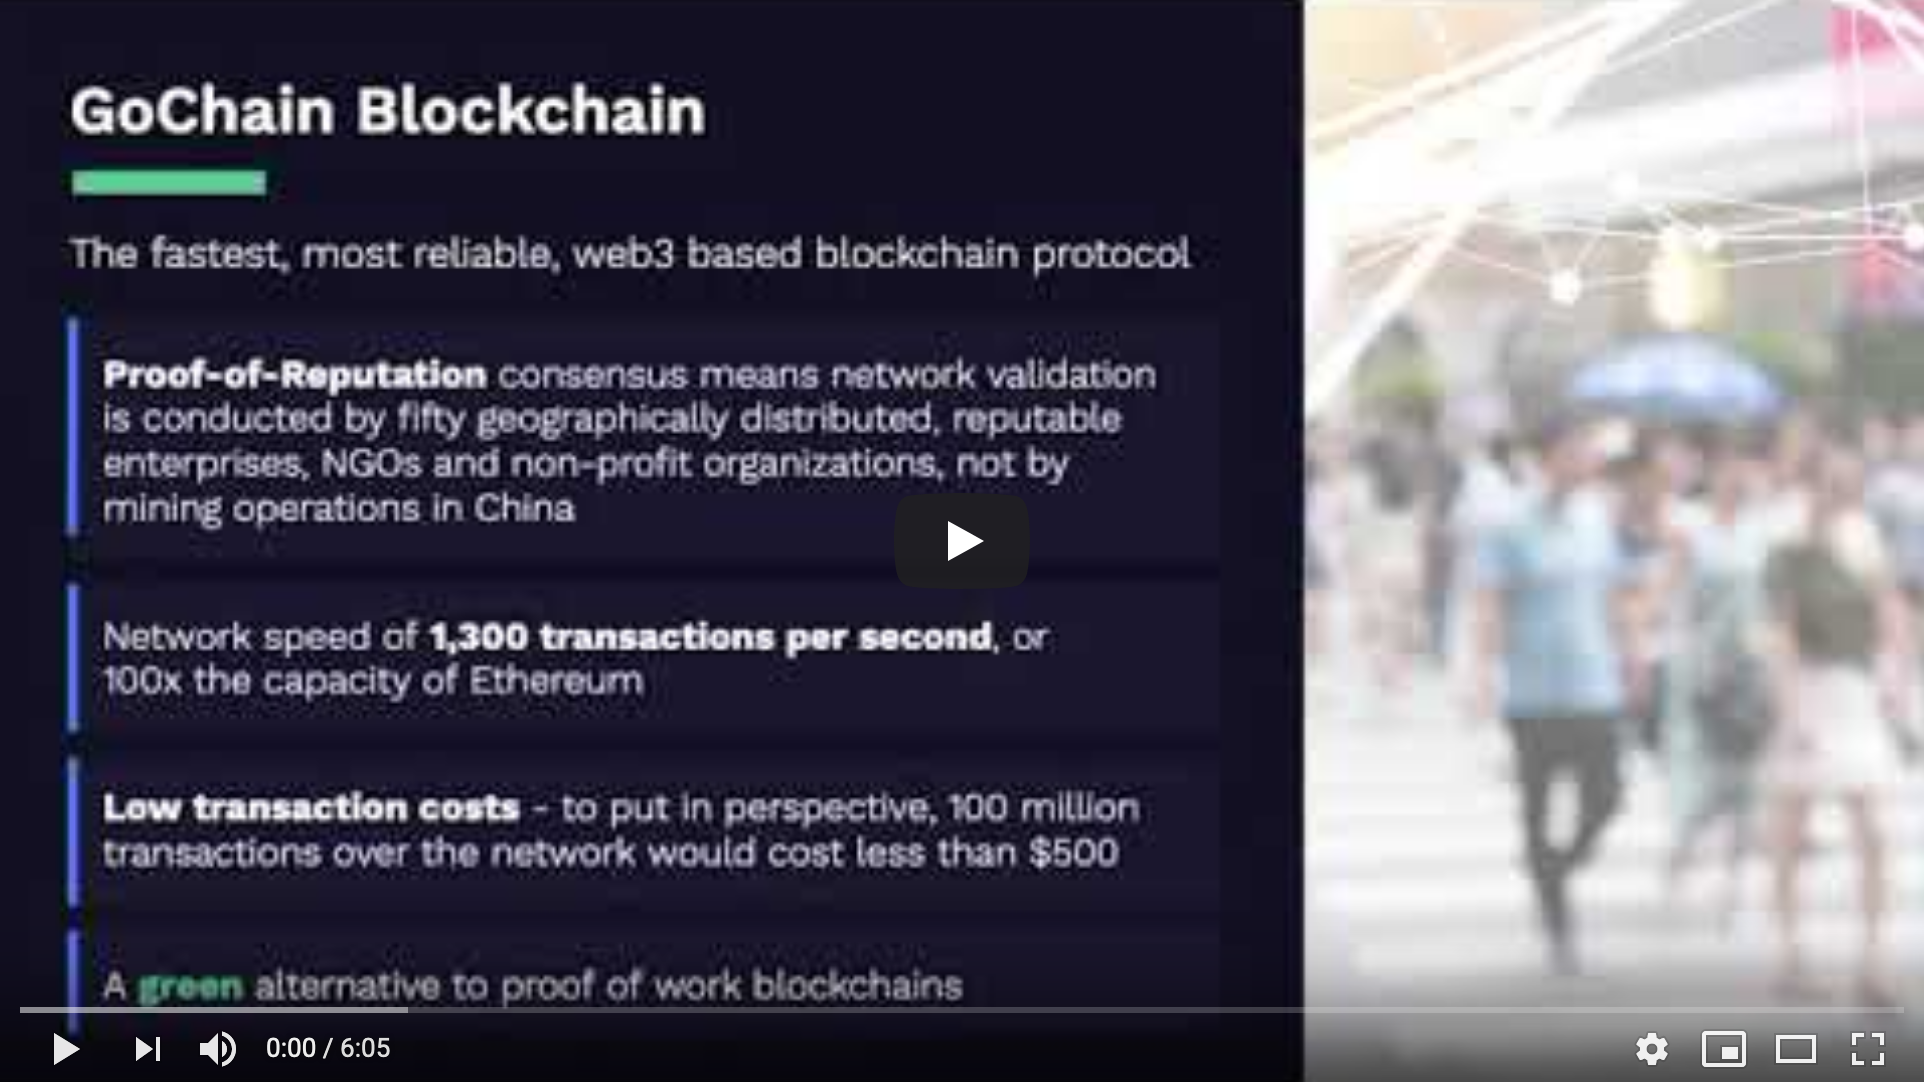 GoChain Blockchain
The fastest, most reliable, web3 based blockchain protocol
Proof-of-Reputation consensus means network validation
is conducted by fifty geographically distributed, reputable
enterprises, NGOs and non-profit organizations, not by
mining operations in China
Network speed of 1,300 transactions per second, or
100x the capacity of Ethereum
Low transaction costs - to put in perspective, 100 million
transactions over the network would cost less than $500
A green alternative to proof of work blockchains
0:00 / 6:05